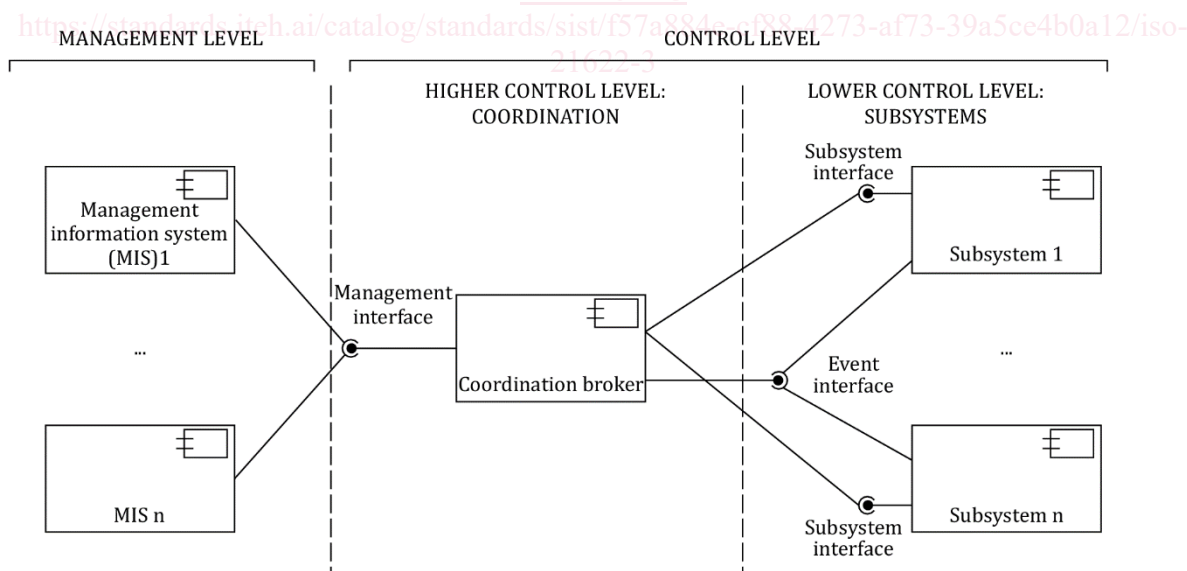 https://standards.iteh.ai/catalog/standards/sist/f57a884e-cf88-4273-af73-39a5ce4b0a12/iso-
21622-3
MANAGEMENT LEVEL
CONTROL LEVEL
HIGHER CONTROL LEVEL:
COORDINATION
LOWER CONTROL LEVEL:
SUBSYSTEMS
Management
information system
(MIS)1
...
MIS n
Management
interface
Coordination broker
Subsystem
interface
Subsystem 1
Event
interface
...
Subsystem
interface
Subsystem n